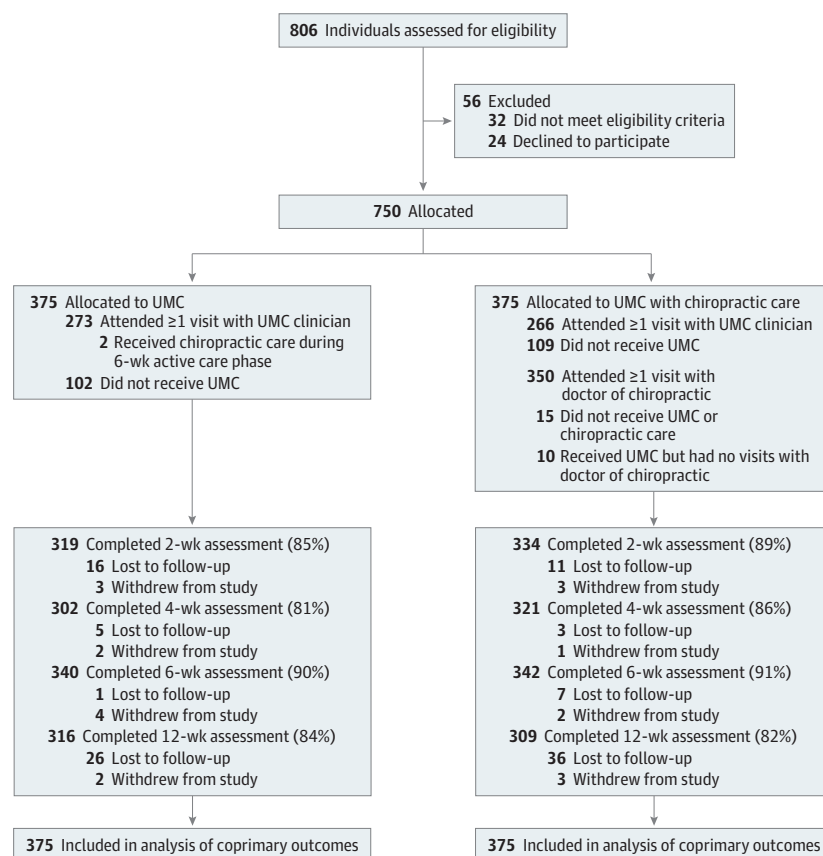 806 Individuals assessed for eligibility
56 Excluded
32 Did not meet eligibility criteria
24 Declined to participate
750 Allocated
375 Allocated to UMC
273 Attended ≥1 visit with UMC clinician
2 Received chiropractic care during
6-wk active care phase
102 Did not receive UMC
375 Allocated to UMC with chiropractic care
266 Attended ≥1 visit with UMC clinician
109 Did not receive UMC
350 Attended ≥1 visit with
doctor of chiropractic
15 Did not receive UMC or
chiropractic care
10 Received UMC but had no visits with
doctor of chiropractic
319 Completed 2-wk assessment (85%)
16 Lost to follow-up
3 Withdrew from study
302 Completed 4-wk assessment (81%)
5 Lost to follow-up
2 Withdrew from study
340 Completed 6-wk assessment (90%)
1 Lost to follow-up
4 Withdrew from study
316 Completed 12-wk assessment (84%)
26 Lost to follow-up
2 Withdrew from study
334 Completed 2-wk assessment (89%)
11 Lost to follow-up
3 Withdrew from study
321 Completed 4-wk assessment (86%)
3 Lost to follow-up
1 Withdrew from study
342 Completed 6-wk assessment (91%)
7 Lost to follow-up
2 Withdrew from study
309 Completed 12-wk assessment (82%)
36 Lost to follow-up
3 Withdrew from study
375 Included in analysis of coprimary outcomes
375 Included in analysis of coprimary outcomes